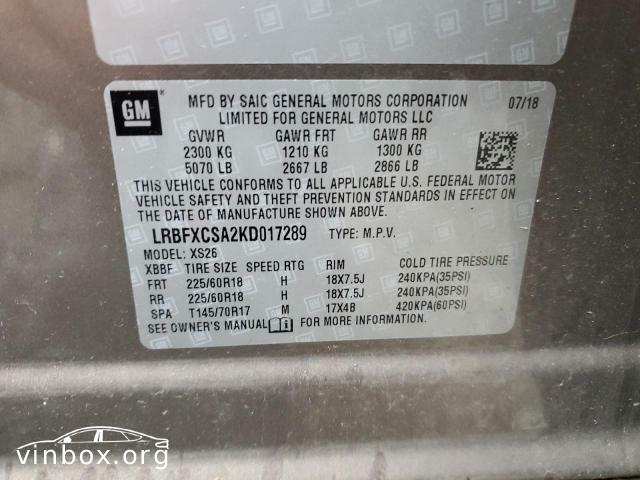 GM
MFD BY SAIC GENERAL MOTORS CORPORATION 07/18
LIMITED FOR GENERAL MOTORS LLC
GVWR GAWR FRT GAWR RR
2300 KG 1210 KG 1300 KG
5070 LB 2667 LB 2866 LB
THIS VEHICLE CONFORMS TO ALL APPLICABLE U.S. FEDERAL MOTOR
VEHICLE SAFETY AND THEFT PREVENTION STANDARDS IN EFFECT ON
THE DATE OF MANUFACTURE SHOWN ABOVE.
LRBFXCSA2KD017289 TYPE: M.P.V.
MODEL: XS26
XBBF TIRE SIZE SPEED RTG RIM COLD TIRE PRESSURE
FRT 225/60R18 H 18X7.5J 240KPA(35PSI)
RR 225/60R18 H 18X7.5J 240KPA(35PSI)
SPA T145/70R17 M 17X4B 420KPA(60PSI)
SEE OWNER'S MANUAL FOR MORE INFORMATION.
vinbox.org